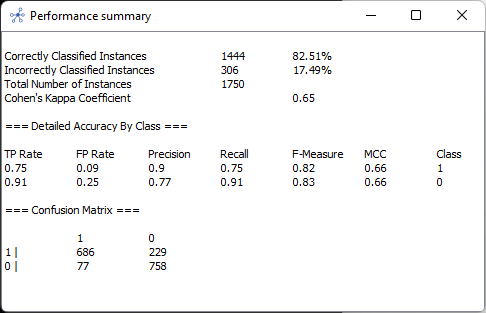 Performance summary
Correctly Classified Instances 1444 82.51%
Incorrectly Classified Instances 306 17.49%
Total Number of Instances 1750
Cohen's Kappa Coefficient 0.65
=== Detailed Accuracy By Class ===
TP Rate FP Rate Precision Recall F-Measure MCC Class
0.75 0.09 0.9 0.75 0.82 0.66 1
0.91 0.25 0.77 0.91 0.83 0.66 0
=== Confusion Matrix ===
1 0
1 | 686 229
0 | 77 758